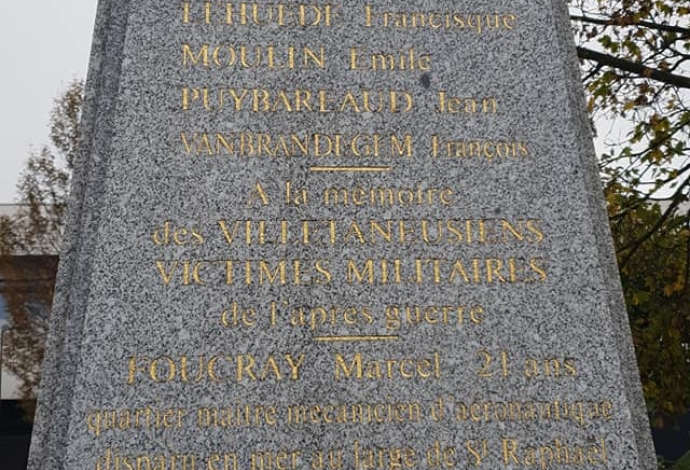 LEHUEDE Francisque
MOULIN Emile
PUYBAREAUD Jean
VANBRANDEGEM François
A la mémoire
des VILLETANEUSIENS
VICTIMES MILITAIRES
de l'après guerre
FOUCRAY Marcel 21 ans
quartier maître mécanicien d'aéronautique
disparu en mer au large de St Raphaël